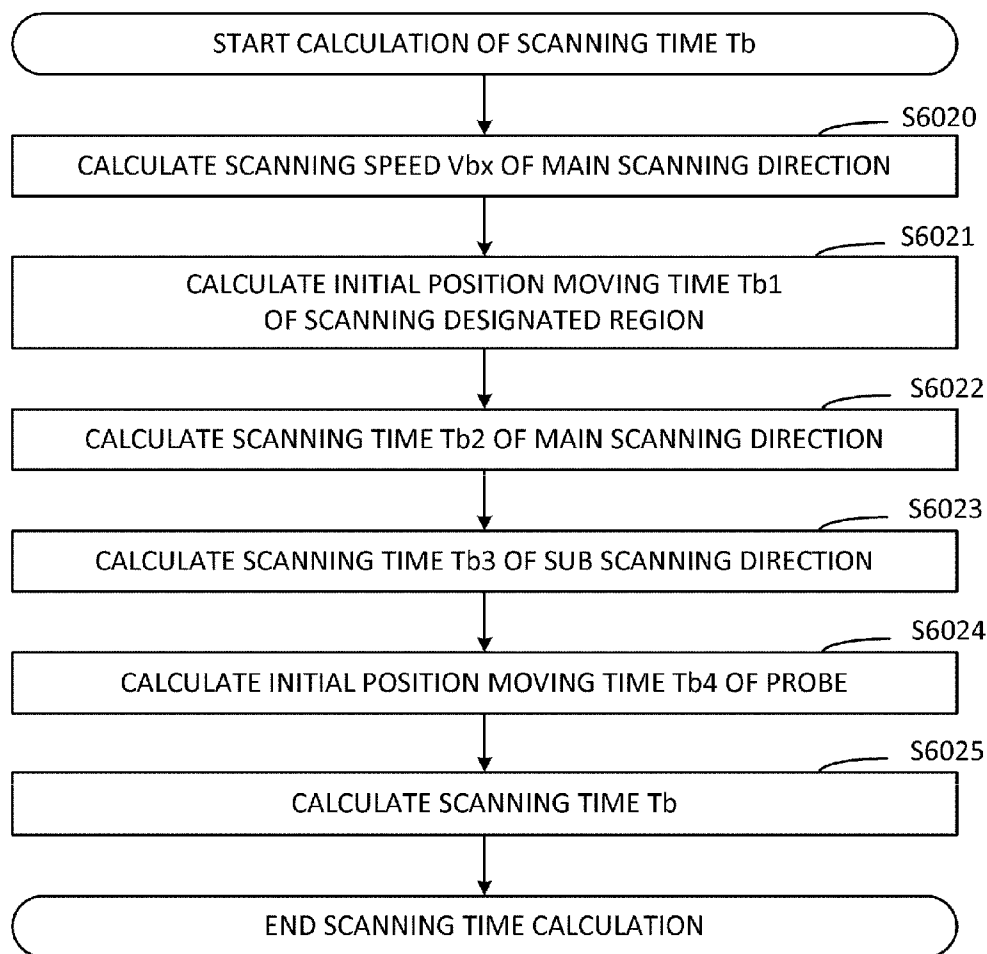 START CALCULATION OF SCANNING TIME Tb
S6020
CALCULATE SCANNING SPEED Vbx OF MAIN SCANNING DIRECTION
S6021
CALCULATE INITIAL POSITION MOVING TIME Tb1
OF SCANNING DESIGNATED REGION
S6022
CALCULATE SCANNING TIME Tb2 OF MAIN SCANNING DIRECTION
S6023
CALCULATE SCANNING TIME Tb3 OF SUB SCANNING DIRECTION
S6024
CALCULATE INITIAL POSITION MOVING TIME Tb4 OF PROBE
S6025
CALCULATE SCANNING TIME Tb
END SCANNING TIME CALCULATION